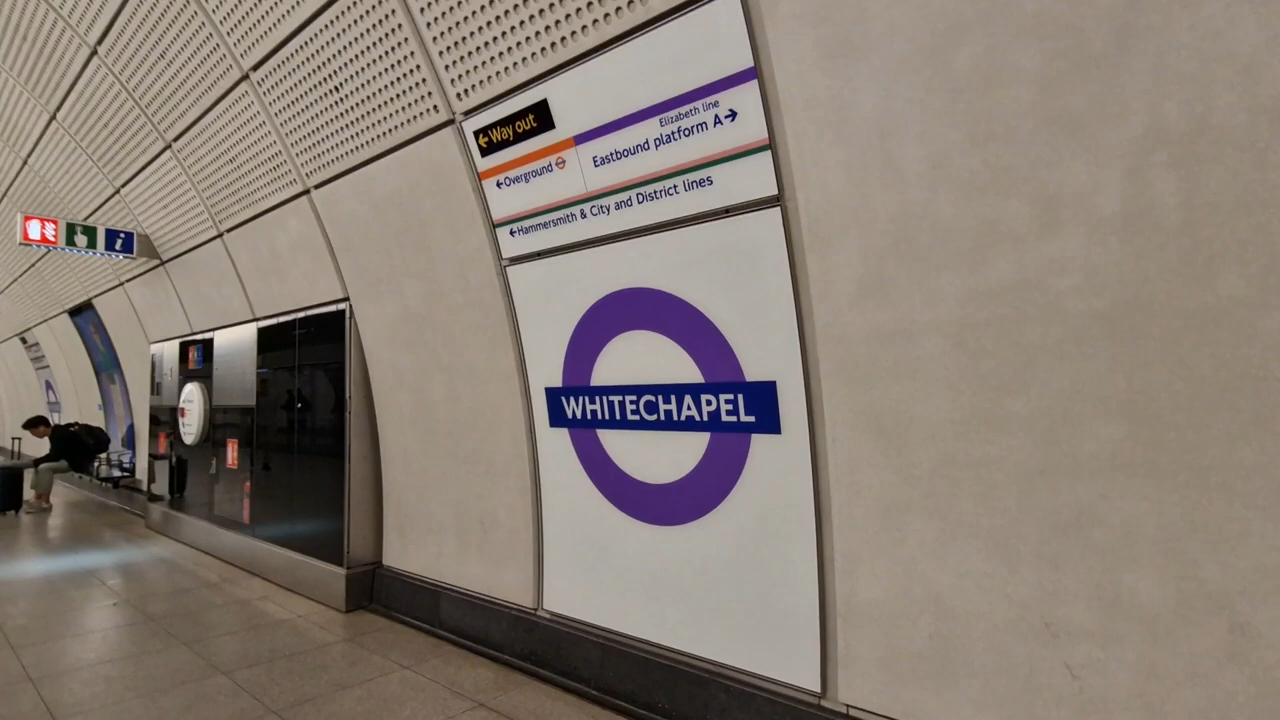 ← Way out
Elizabeth line
Eastbound platform A →
← Overground
← Hammersmith & City and District lines
WHITECHAPEL
i